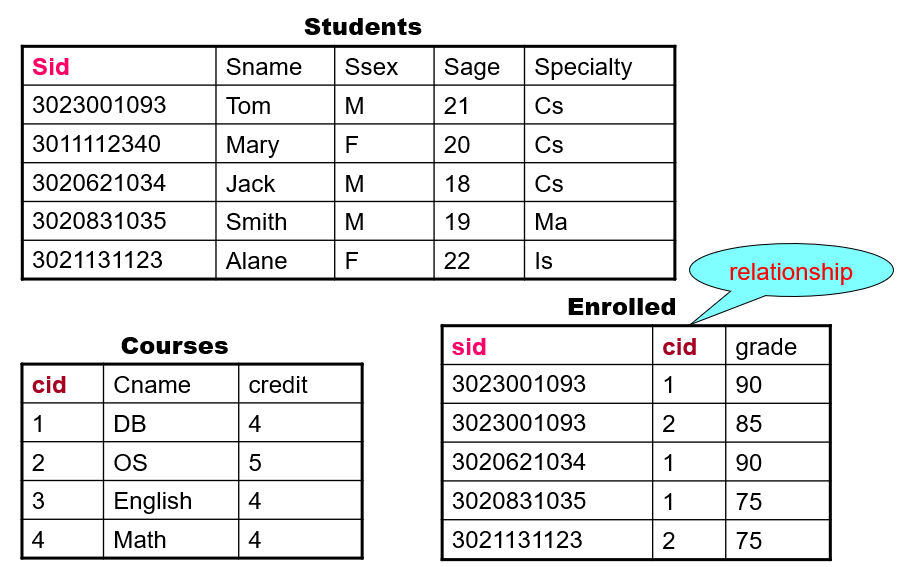 Students
Sid Sname Ssex Sage Specialty
3023001093 Tom M 21 Cs
3011112340 Mary F 20 Cs
3020621034 Jack M 18 Cs
3020831035 Smith M 19 Ma
3021131123 Alane F 22 Is
relationship
Courses
cid Cname credit
1 DB 4
2 OS 5
3 English 4
4 Math 4
Enrolled
sid cid grade
3023001093 1 90
3023001093 2 85
3020621034 1 90
3020831035 1 75
3021131123 2 75